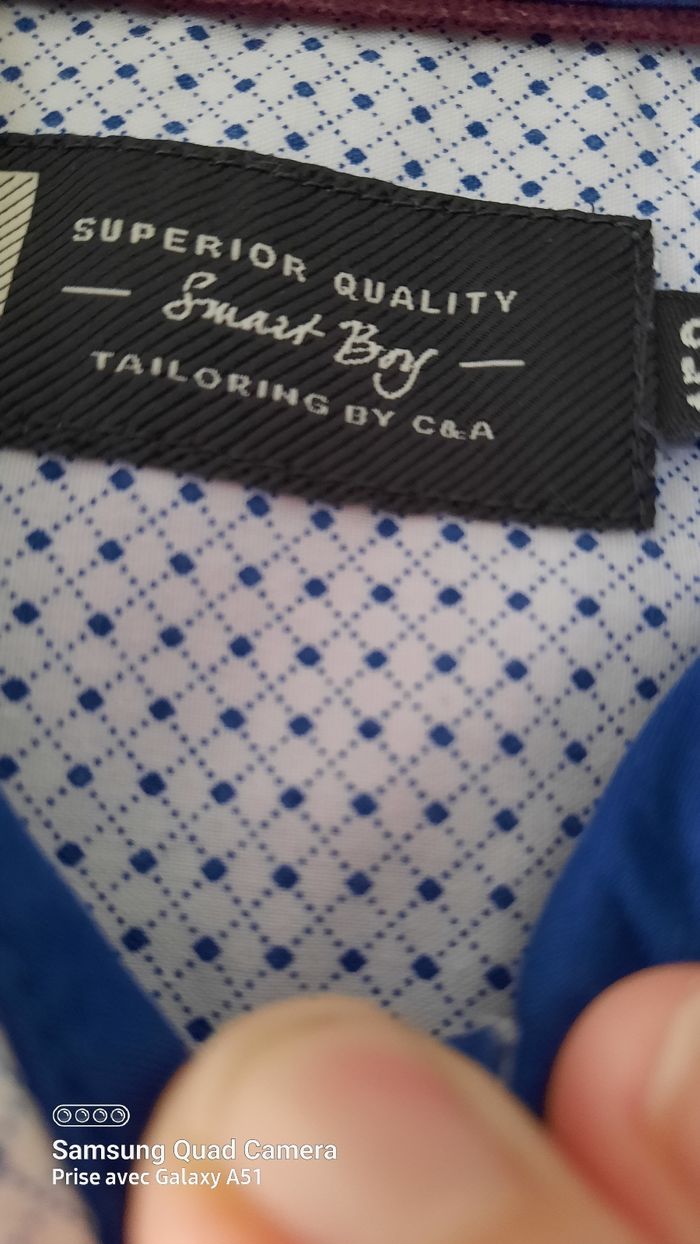 SUPERIOR QUALITY
Smart Boy
TAILORING BY C&A
Samsung Quad Camera
Prise avec Galaxy A51